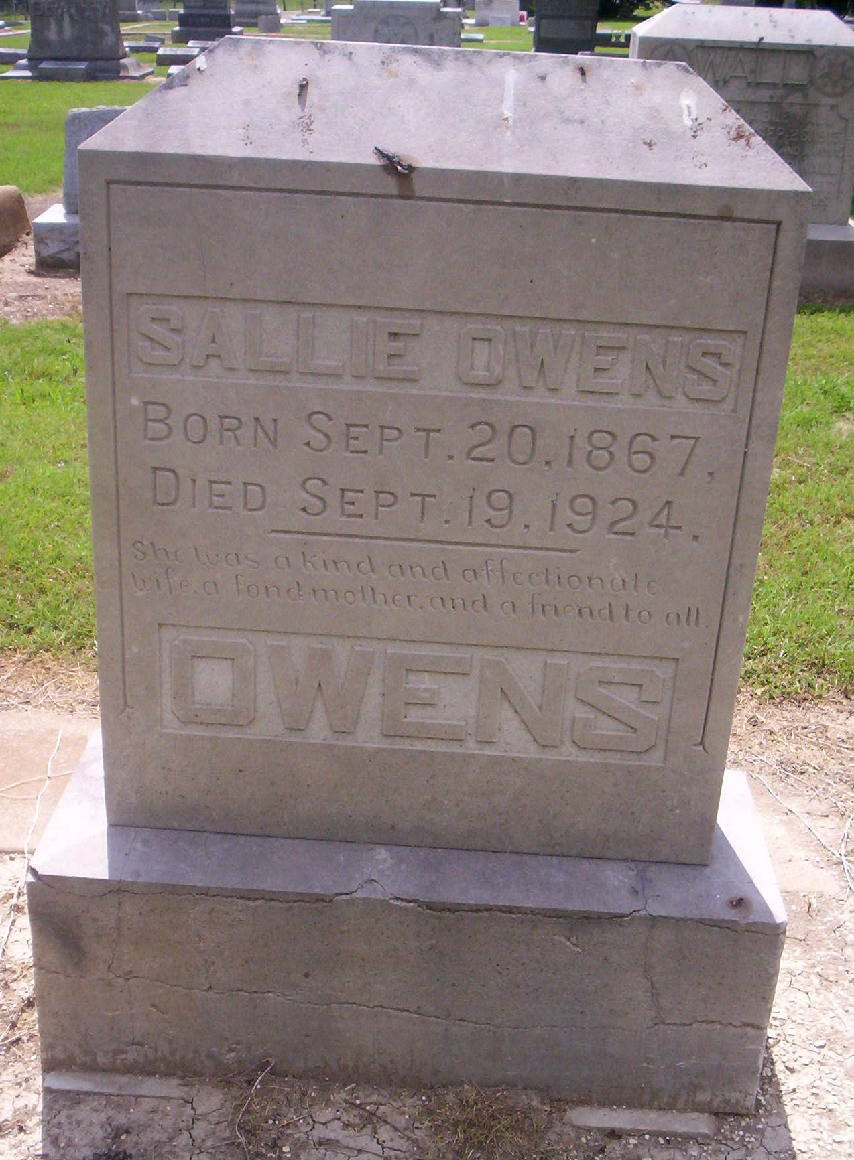 WALL
SALLIE OWENS
BORN SEPT. 20, 1867,
DIED SEPT. 19, 1924.
She was a kind and affectionate
wife, a fond mother, and a friend to all
OWENS